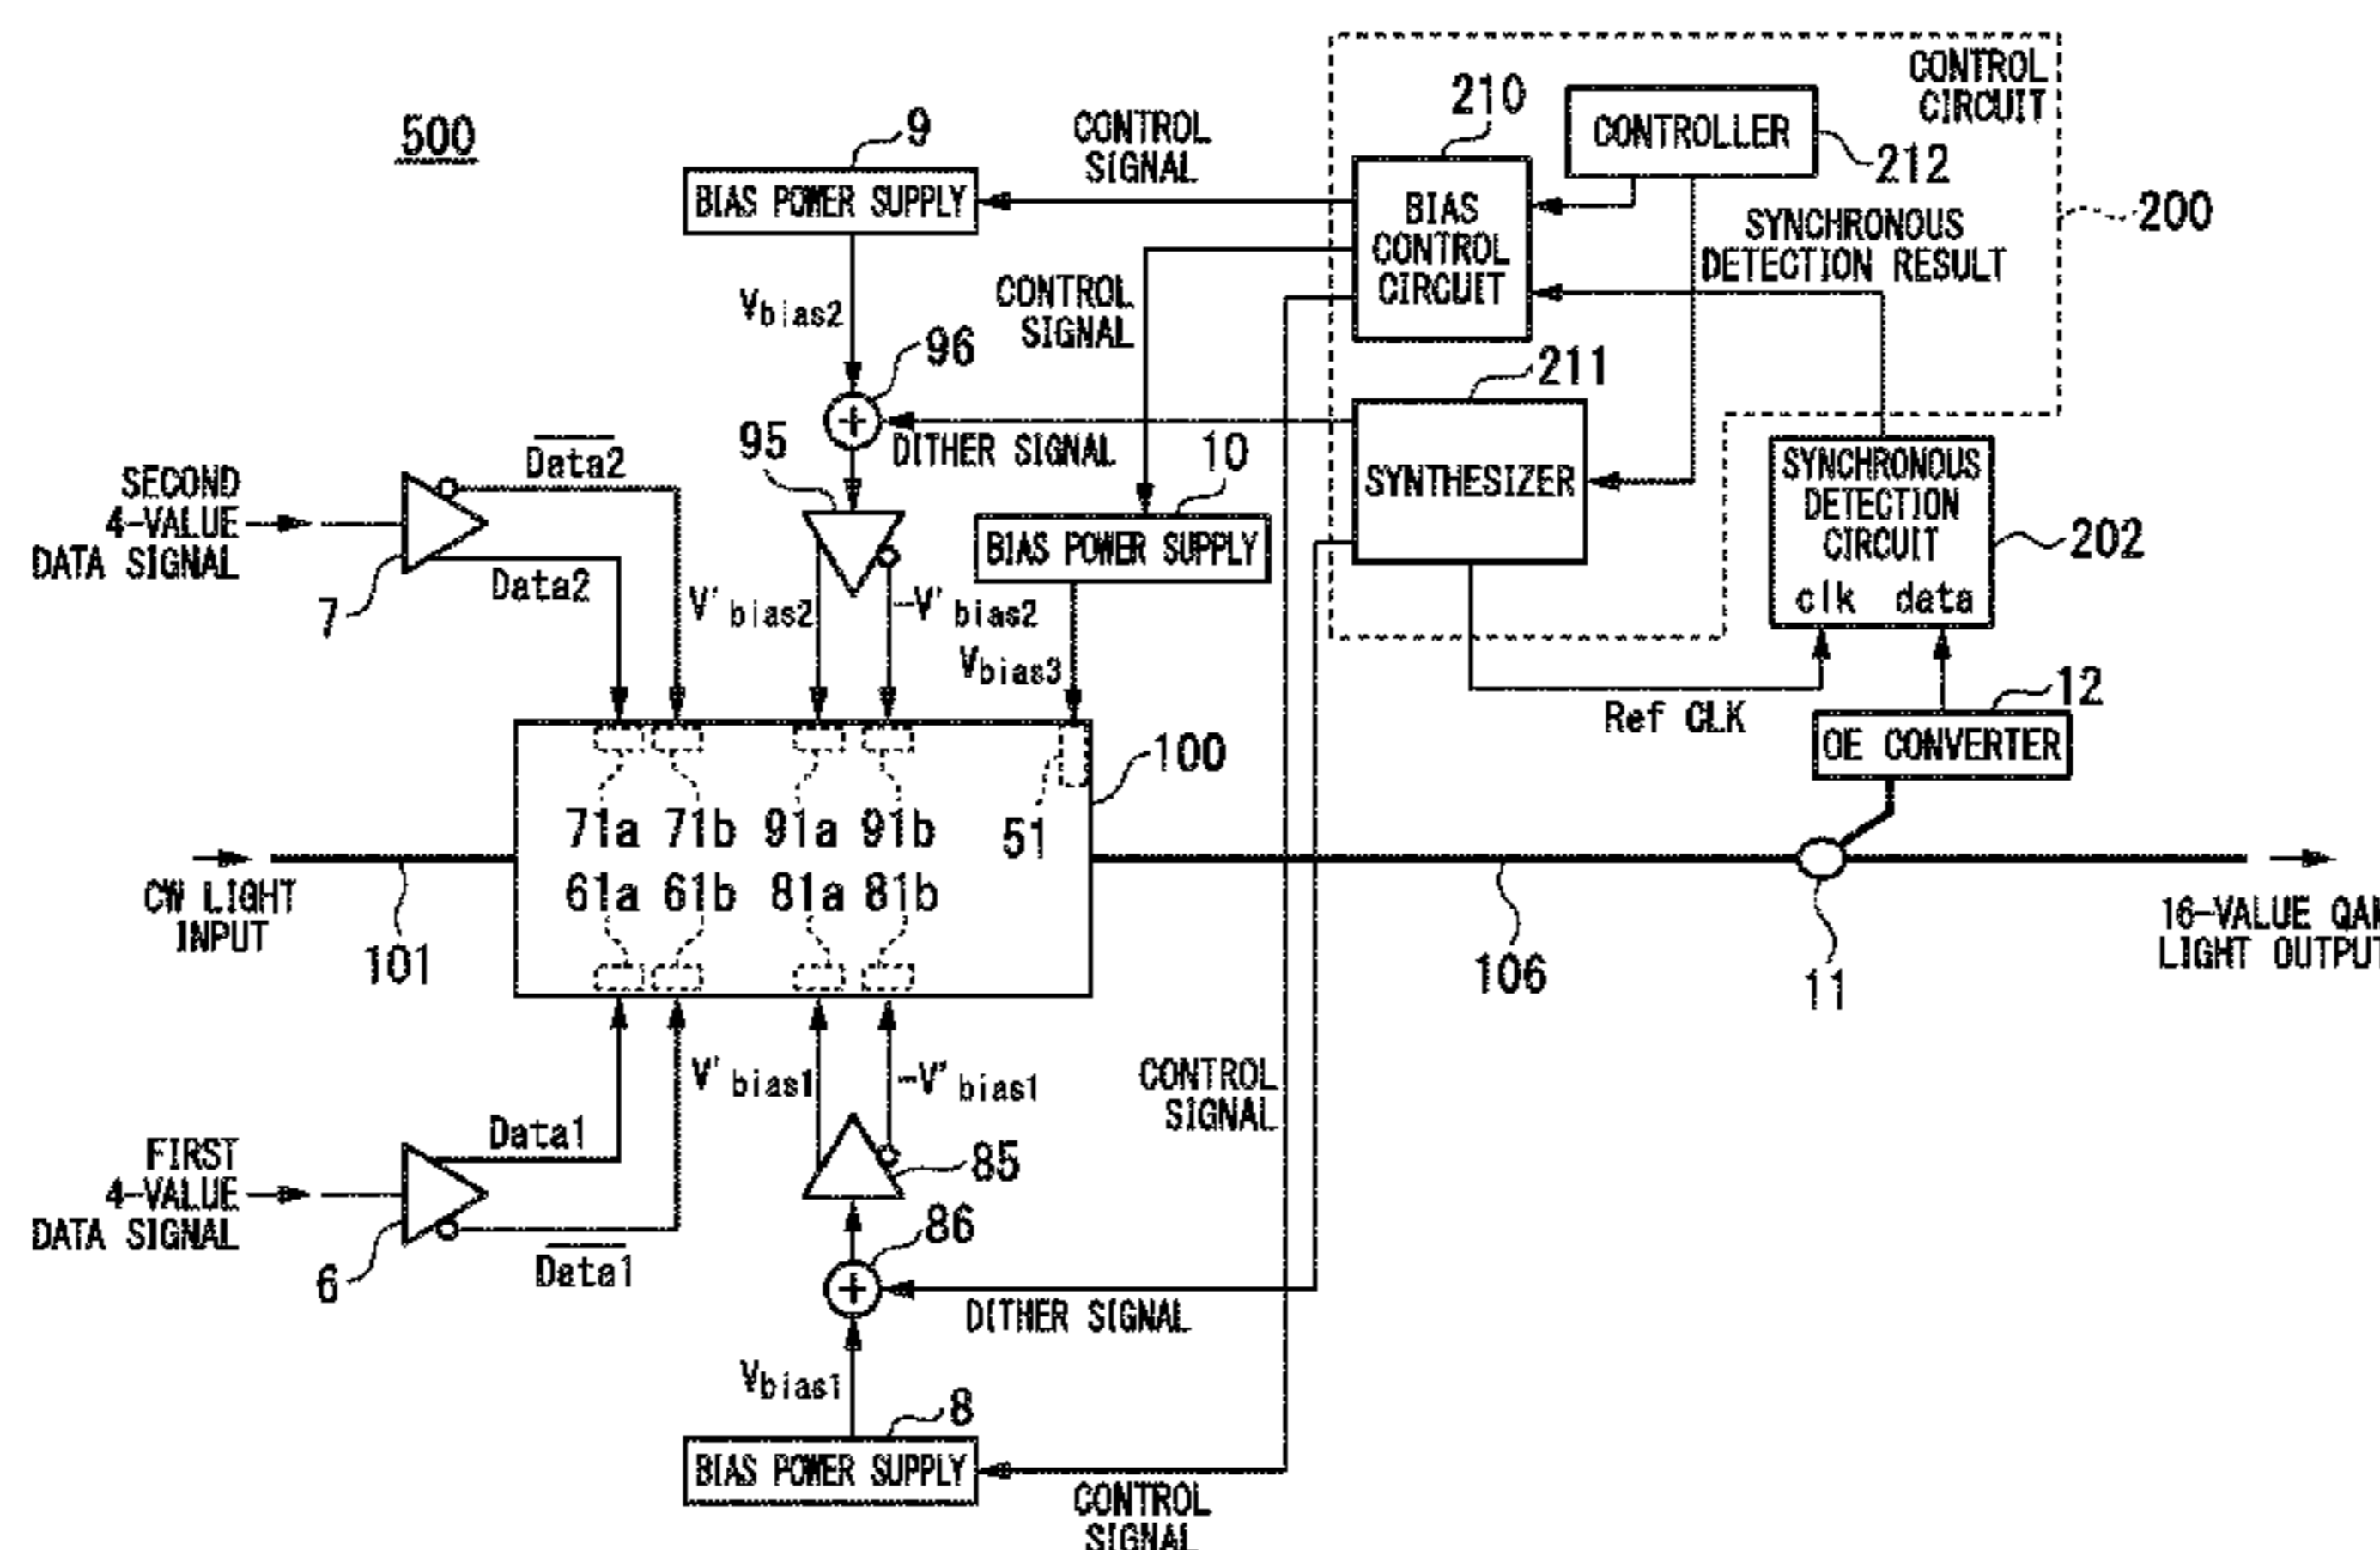 500
9
BIAS POWER SUPPLY
CONTROL
SIGNAL
210
BIAS
CONTROL
CIRCUIT
CONTROLLER
212
CONTROL
CIRCUIT
200
SYNCHRONOUS
DETECTION RESULT
Vbias2
CONTROL
SIGNAL
96
DITHER SIGNAL
211
SYNTHESIZER
95
10
BIAS POWER SUPPLY
SYNCHRONOUS
DETECTION
CIRCUIT
clk data
202
SECOND
4-VALUE
DATA SIGNAL
7
Data2
Data2
V'bias2
-V'bias2
Vbias3
Ref CLK
12
OE CONVERTER
71a 71b 91a 91b
51
100
61a 61b 81a 81b
CW LIGHT
INPUT
101
106
11
16-VALUE
LIGHT OUTPUT
V'bias1
-V'bias1
CONTROL
SIGNAL
FIRST
4-VALUE
DATA SIGNAL
6
Data1
Data1
85
86
DITHER SIGNAL
Vbias1
8
BIAS POWER SUPPLY
CONTROL
SIGNAL